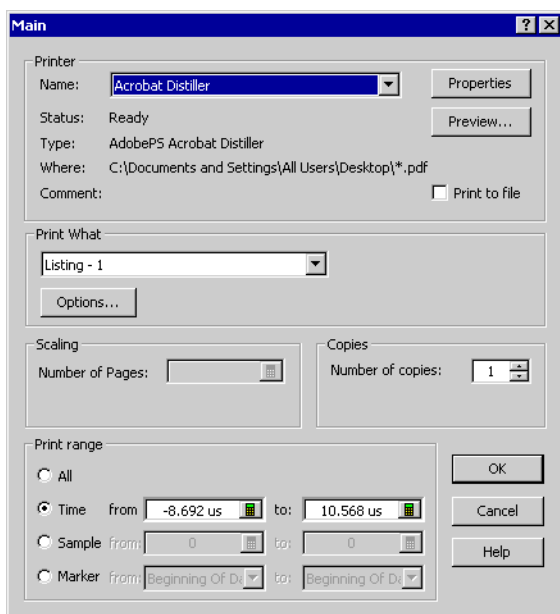 Main
Printer
Name: Acrobat Distiller Properties
Status: Ready Preview...
Type: AdobePS Acrobat Distiller
Where: C:\Documents and Settings\All Users\Desktop\*.pdf
Comment: Print to file
Print What
Listing - 1
Options...
Scaling
Number of Pages:
Copies
Number of copies: 1
Print range
All
Time from -8.692 us to: 10.568 us
Sample from: 0 to: 0
Marker from: Beginning Of Da to: Beginning Of Da
OK
Cancel
Help